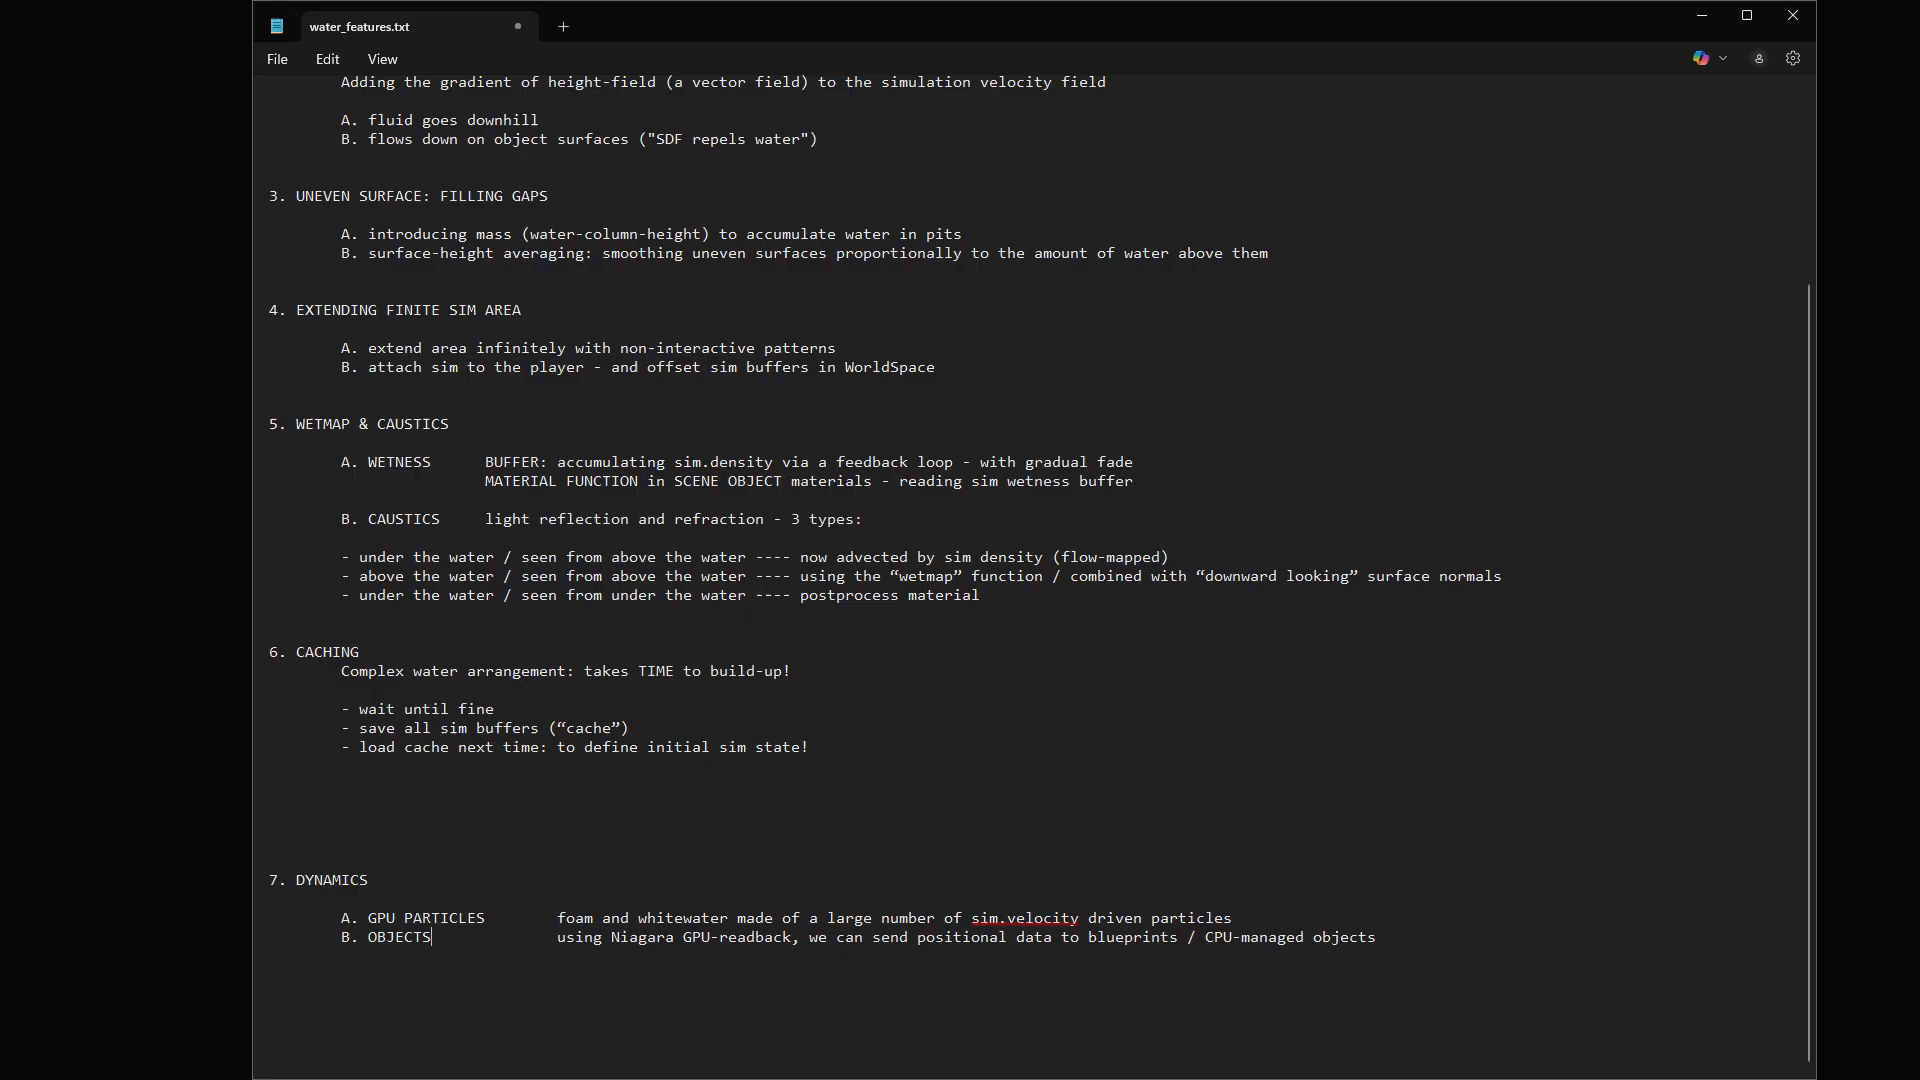 water_features.txt
File Edit View
Adding the gradient of height-field (a vector field) to the simulation velocity field
A. fluid goes downhill
B. flows down on object surfaces ("SDF repels water")
3. UNEVEN SURFACE: FILLING GAPS
A. introducing mass (water-column-height) to accumulate water in pits
B. surface-height averaging: smoothing uneven surfaces proportionally to the amount of water above them
4. EXTENDING FINITE SIM AREA
A. extend area infinitely with non-interactive patterns
B. attach sim to the player - and offset sim buffers in WorldSpace
5. WETMAP & CAUSTICS
A. WETNESS BUFFER: accumulating sim.density via a feedback loop - with gradual fade
MATERIAL FUNCTION in SCENE OBJECT materials - reading sim wetness buffer
B. CAUSTICS light reflection and refraction - 3 types:
- under the water / seen from above the water ---- now advected by sim density (flow-mapped)
- above the water / seen from above the water ---- using the “wetmap” function / combined with “downward looking” surface normals
- under the water / seen from under the water ---- postprocess material
6. CACHING
Complex water arrangement: takes TIME to build-up!
- wait until fine
- save all sim buffers (“cache”)
- load cache next time: to define initial sim state!
7. DYNAMICS
A. GPU PARTICLES foam and whitewater made of a large number of sim.velocity driven particles
B. OBJECTS using Niagara GPU-readback, we can send positional data to blueprints / CPU-managed objects